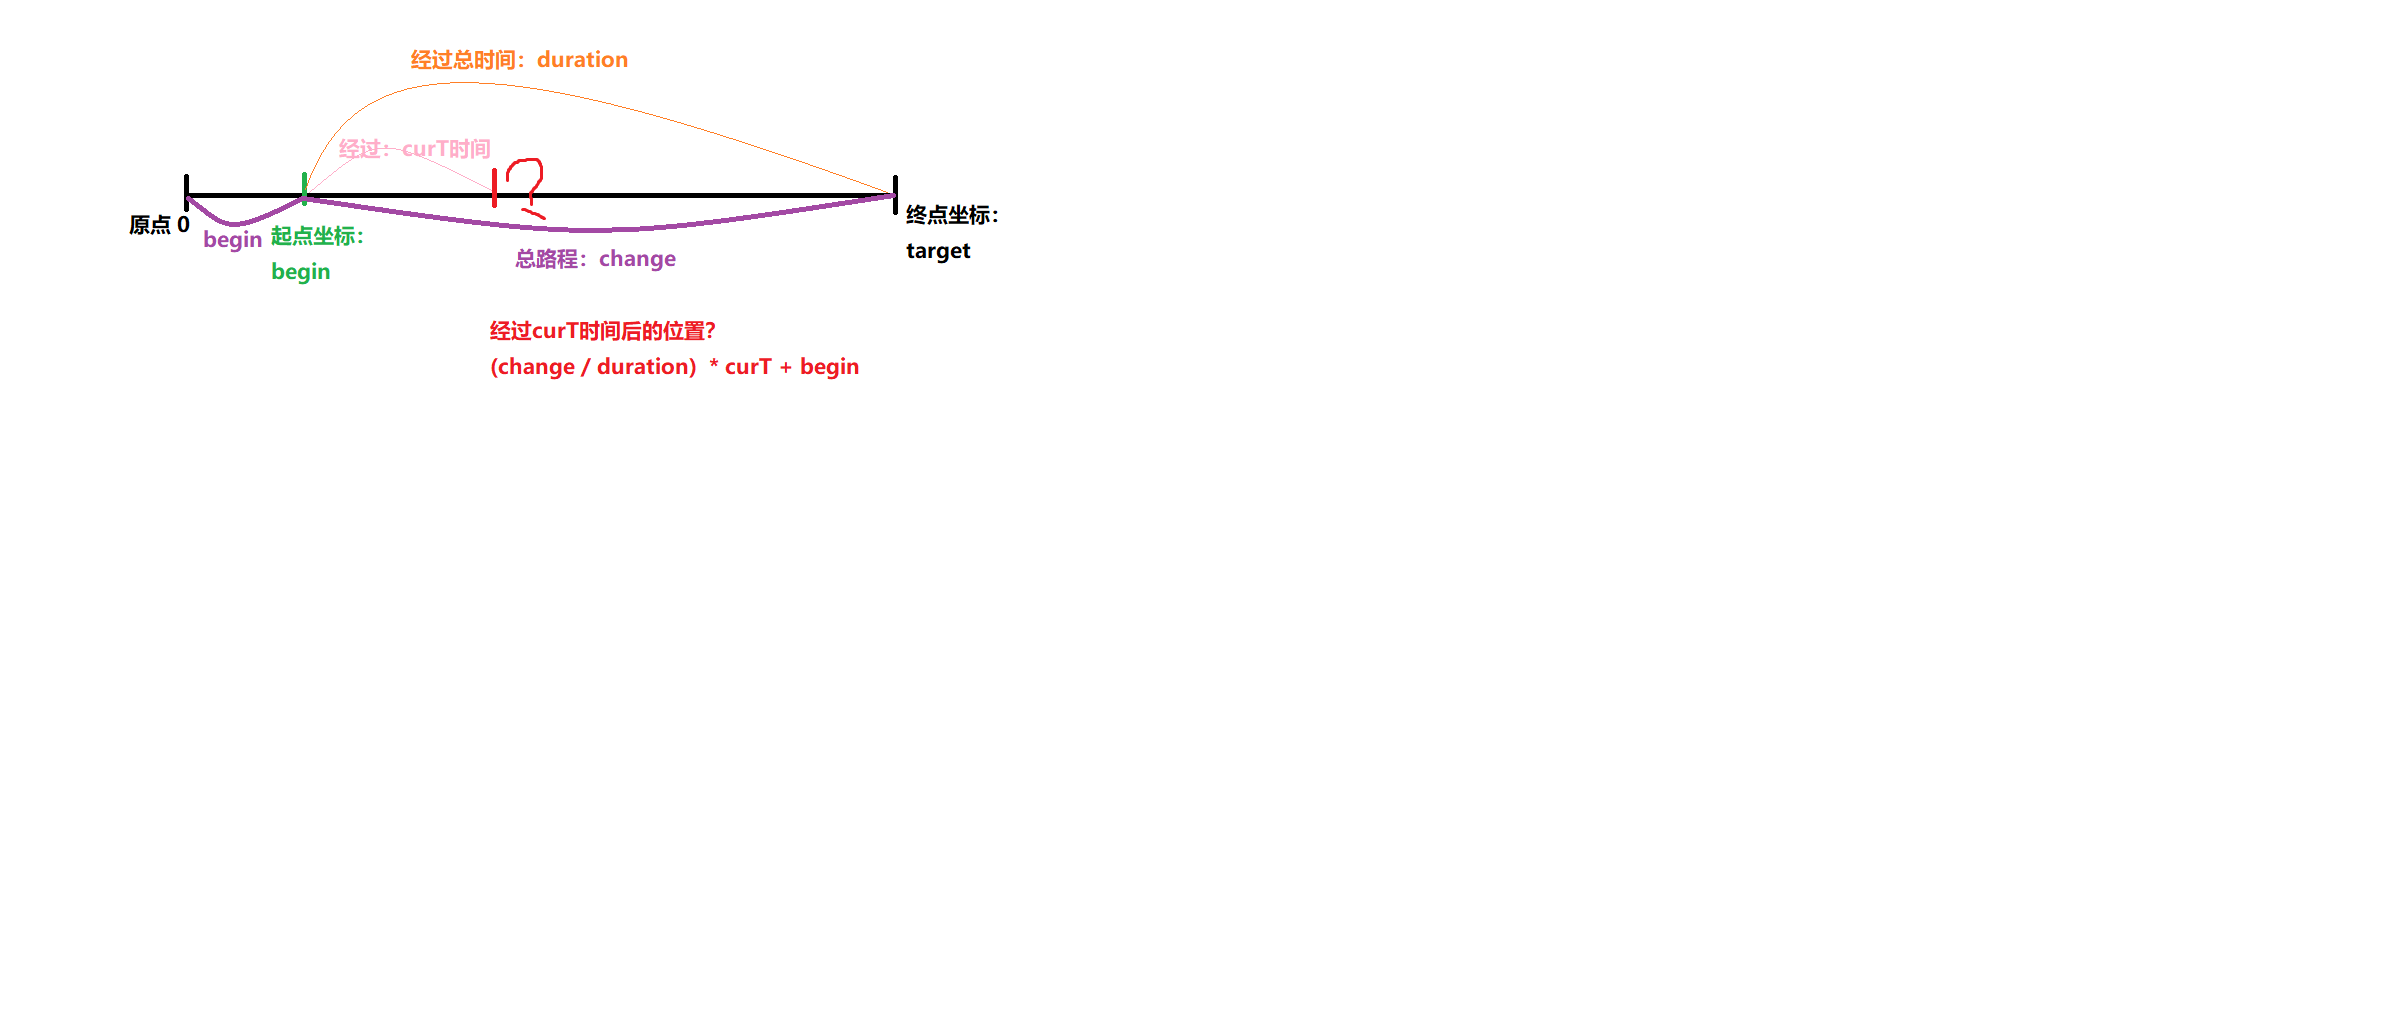 经过总时间：duration
经过：curT时间
?
原点 0
begin
起点坐标：
begin
总路程：change
终点坐标：
target
经过curT时间后的位置？
(change / duration) * curT + begin